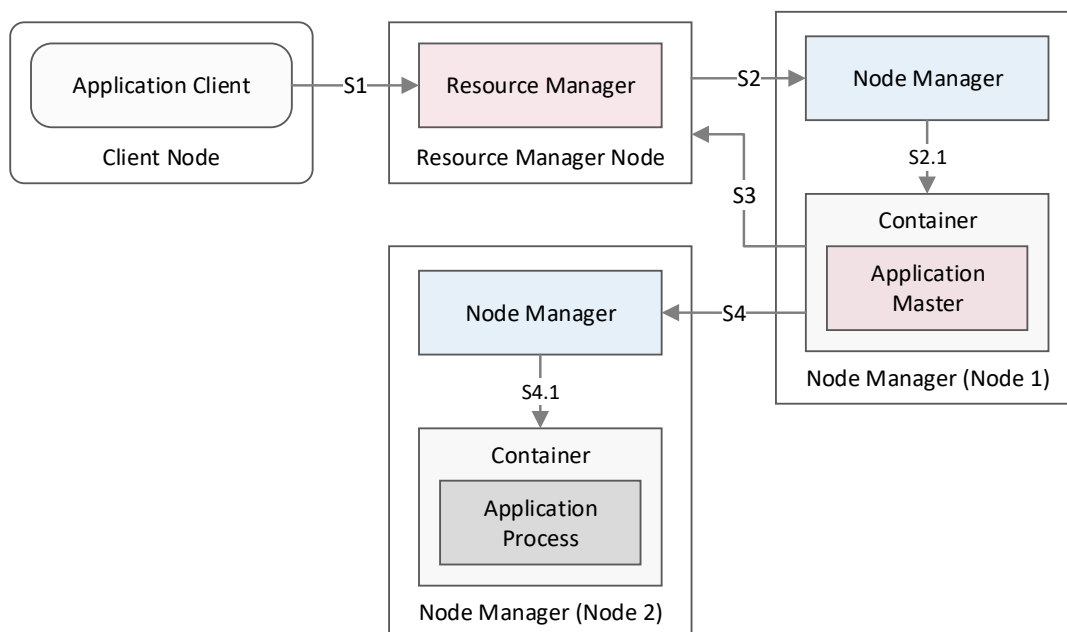 Application Client
Client Node
S1
Resource Manager
Resource Manager Node
S2
Node Manager
S2.1
Container
Application
Master
Node Manager (Node 1)
S3
S4
Node Manager
S4.1
Container
Application
Process
Node Manager (Node 2)